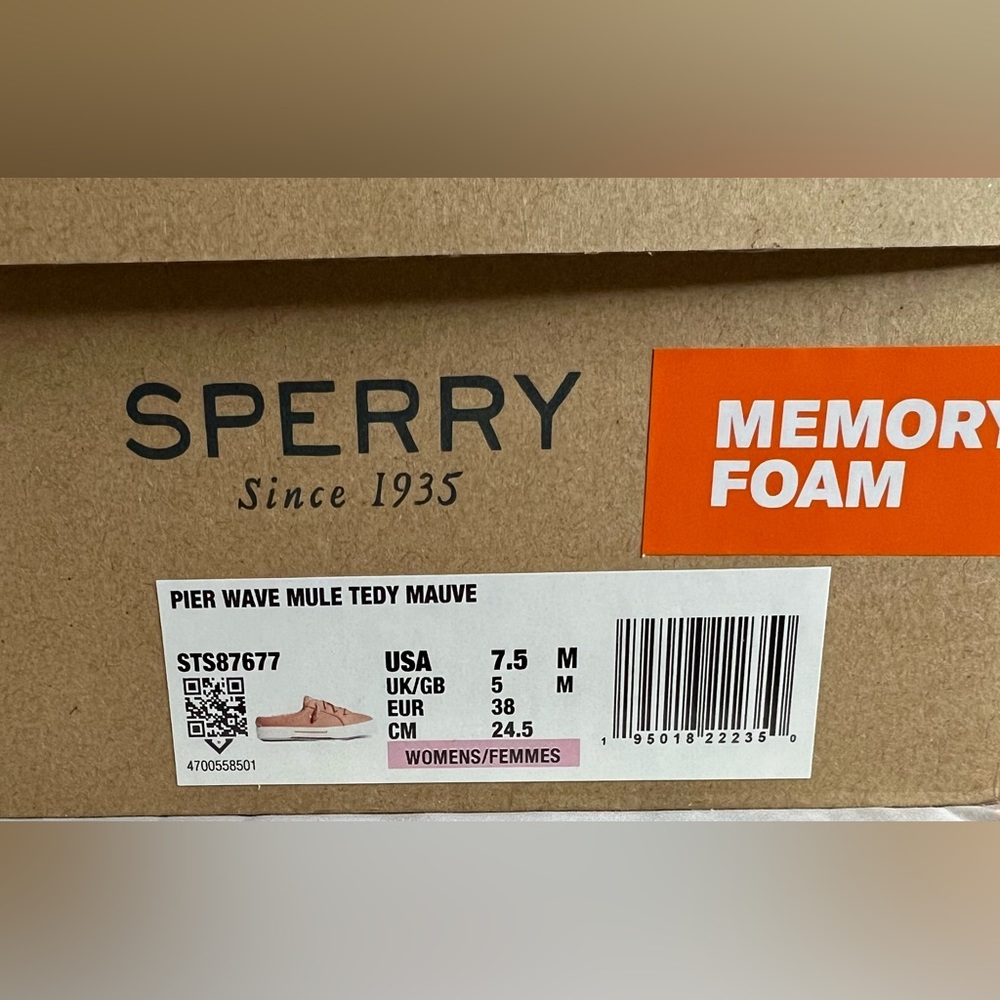 SPERRY
Since 1935
MEMORY
FOAM
PIER WAVE MULE TEDY MAUVE
STS87677
4700558501
USA 7.5 M
UK/GB 5 M
EUR 38
CM 24.5
WOMENS/FEMMES
1 95018 22235 0